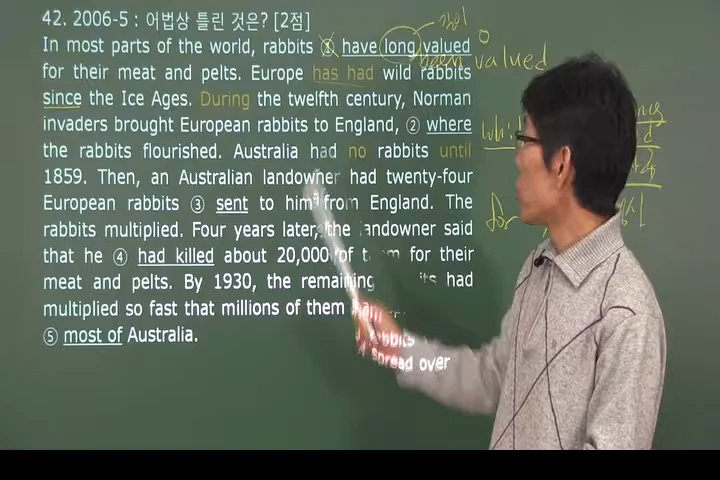 42. 2006-5 : 어법상 틀린 것은? [2점]
In most parts of the world, rabbits ① have long valued
been valued
for their meat and pelts. Europe has had wild rabbits
since the Ice Ages. During the twelfth century, Norman
invaders brought European rabbits to England, ② where
the rabbits flourished. Australia had no rabbits until
1859. Then, an Australian landowner had twenty-four
European rabbits ③ sent to him from England. The
rabbits multiplied. Four years later, the landowner said
that he ④ had killed about 20,000 of them for their
meat and pelts. By 1930, the remaining had
multiplied so fast that millions of them
spread over
⑤ most of Australia.
for